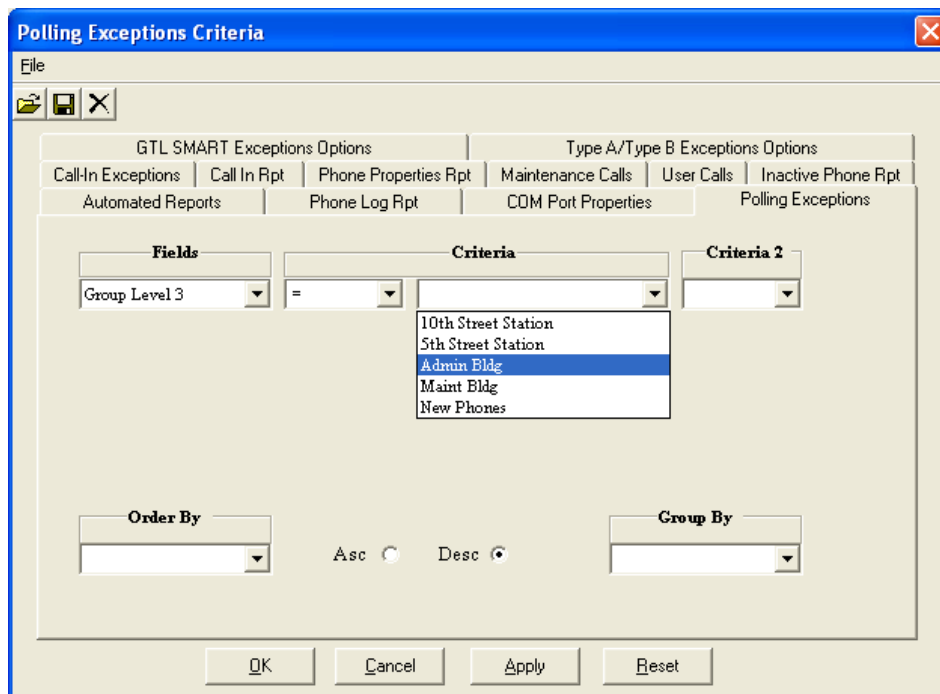 Polling Exceptions Criteria
File
GTL SMART Exceptions Options Type A/Type B Exceptions Options
Call-In Exceptions Call In Rpt Phone Properties Rpt Maintenance Calls User Calls Inactive Phone Rpt
Automated Reports Phone Log Rpt COM Port Properties Polling Exceptions
Fields Criteria Criteria 2
Group Level 3 =
10th Street Station
5th Street Station
Admin Bldg
Maint Bldg
New Phones
Order By Group By
Asc Desc
OK Cancel Apply Reset